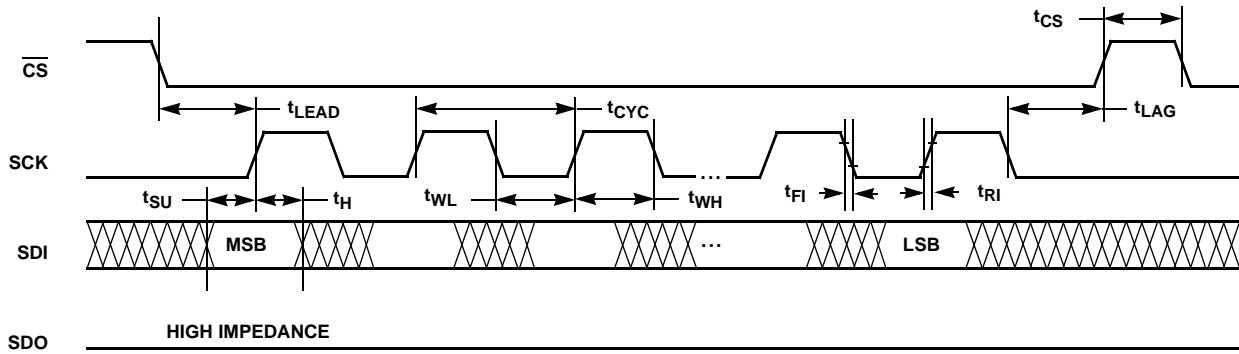 tCS
CS
tLEAD
tCYC
tLAG
SCK
...
tSU
tH
tWL
tWH
tFI
tRI
SDI
MSB
...
LSB
HIGH IMPEDANCE
SDO